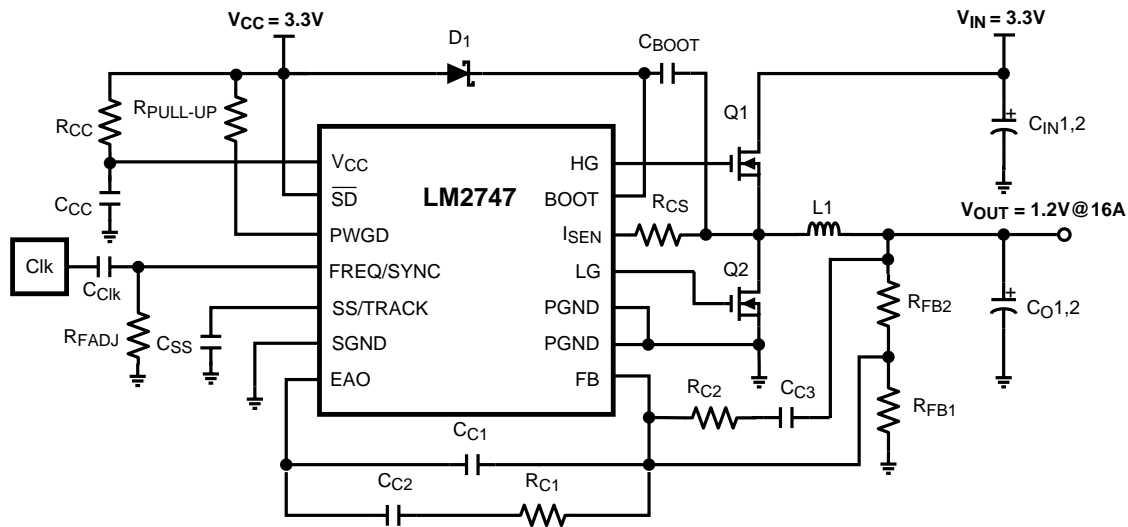 VCC = 3.3V
D1
CBOOT
VIN = 3.3V
RCC
RPULL-UP
Q1
CIN1,2
VCC
HG
LM2747
SD
BOOT
CCC
RCS
L1
VOUT = 1.2V@16A
PWGD
ISEN
Clk
CClk
FREQ/SYNC
LG
Q2
RFB2
CO1,2
RFADJ
CSS
SS/TRACK
PGND
SGND
PGND
EAO
FB
RC2
CC3
RFB1
CC1
CC2
RC1